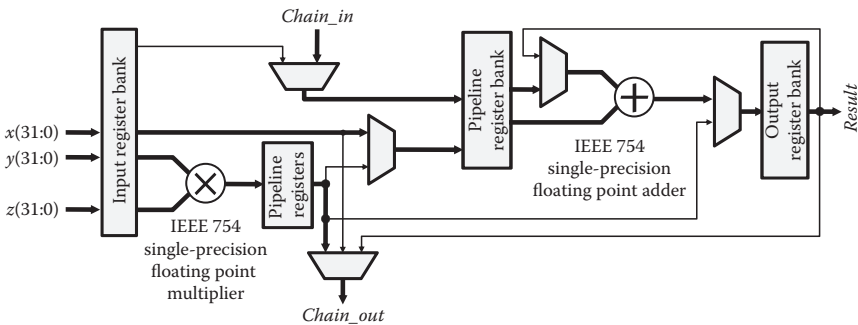 Chain_in
Input register bank
x(31:0)
y(31:0)
z(31:0)
×
IEEE 754
single-precision
floating point
multiplier
Pipeline
registers
Chain_out
Pipeline
register bank
+
IEEE 754
single-precision
floating point adder
Output
register bank
Result